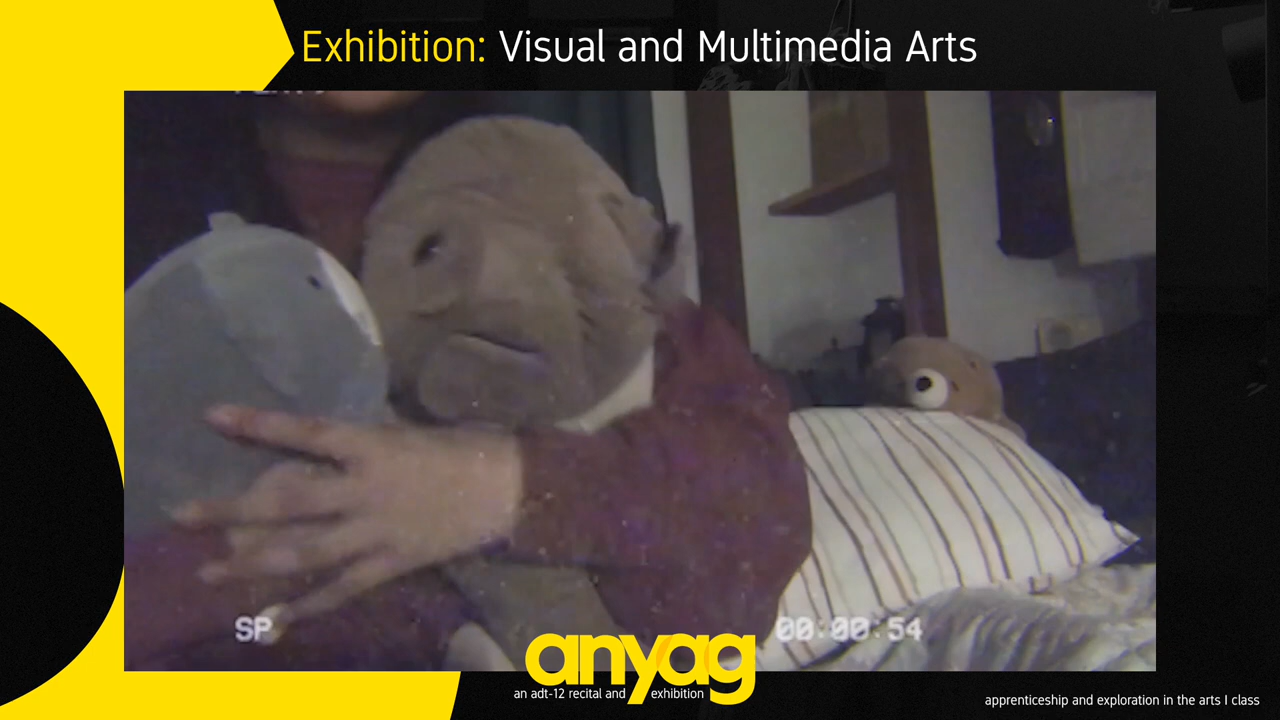 Exhibition: Visual and Multimedia Arts
SP
00:00:54
anyag
an adt-12 recital and exhibition
apprenticeship and exploration in the arts I class